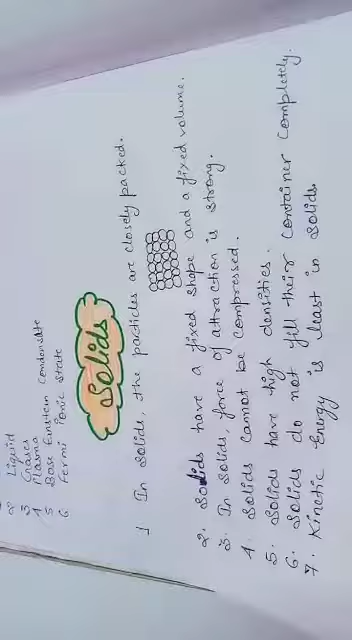 2 Liquid
3 Gases
4 Plasma
5 Bose Einstein Condensate
6 Fermi ionic state
Solids
1 In solids, the particles are closely packed.
2. Solids have a fixed shape and a fixed volume.
3. In solids, force of attraction is strong.
4. Solids cannot be compressed.
5. Solids have high densities.
6. Solids do not fill their container completely.
7. Kinetic Energy is least in solids